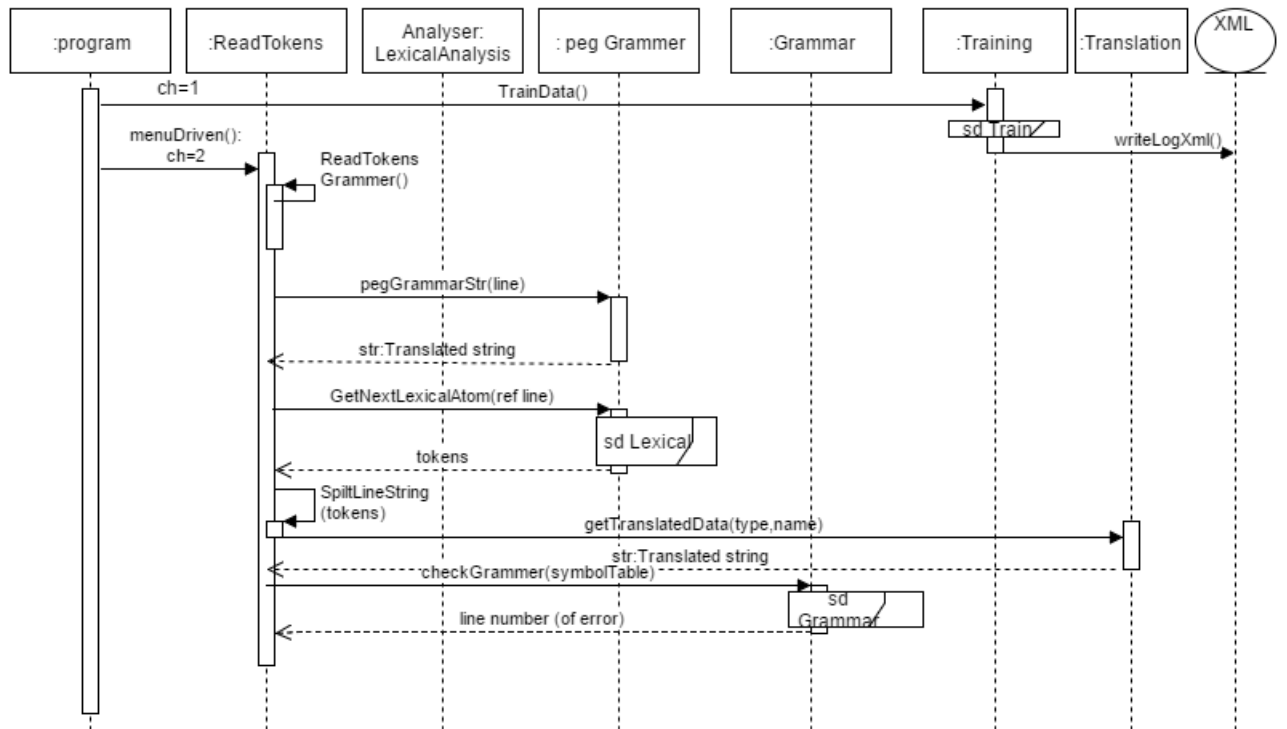 :program
:ReadTokens
Analyser:
LexicalAnalysis
: peg Grammer
:Grammar
:Training
:Translation
XML
ch=1
TrainData()
sd Train
writeLogXml()
menuDriven():
ch=2
ReadTokens
Grammer()
pegGrammarStr(line)
str:Translated string
GetNextLexicalAtom(ref line)
sd Lexical
tokens
SpiltLineString
(tokens)
getTranslatedData(type,name)
str:Translated string
checkGrammer(symbolTable)
sd
Grammar
line number (of error)